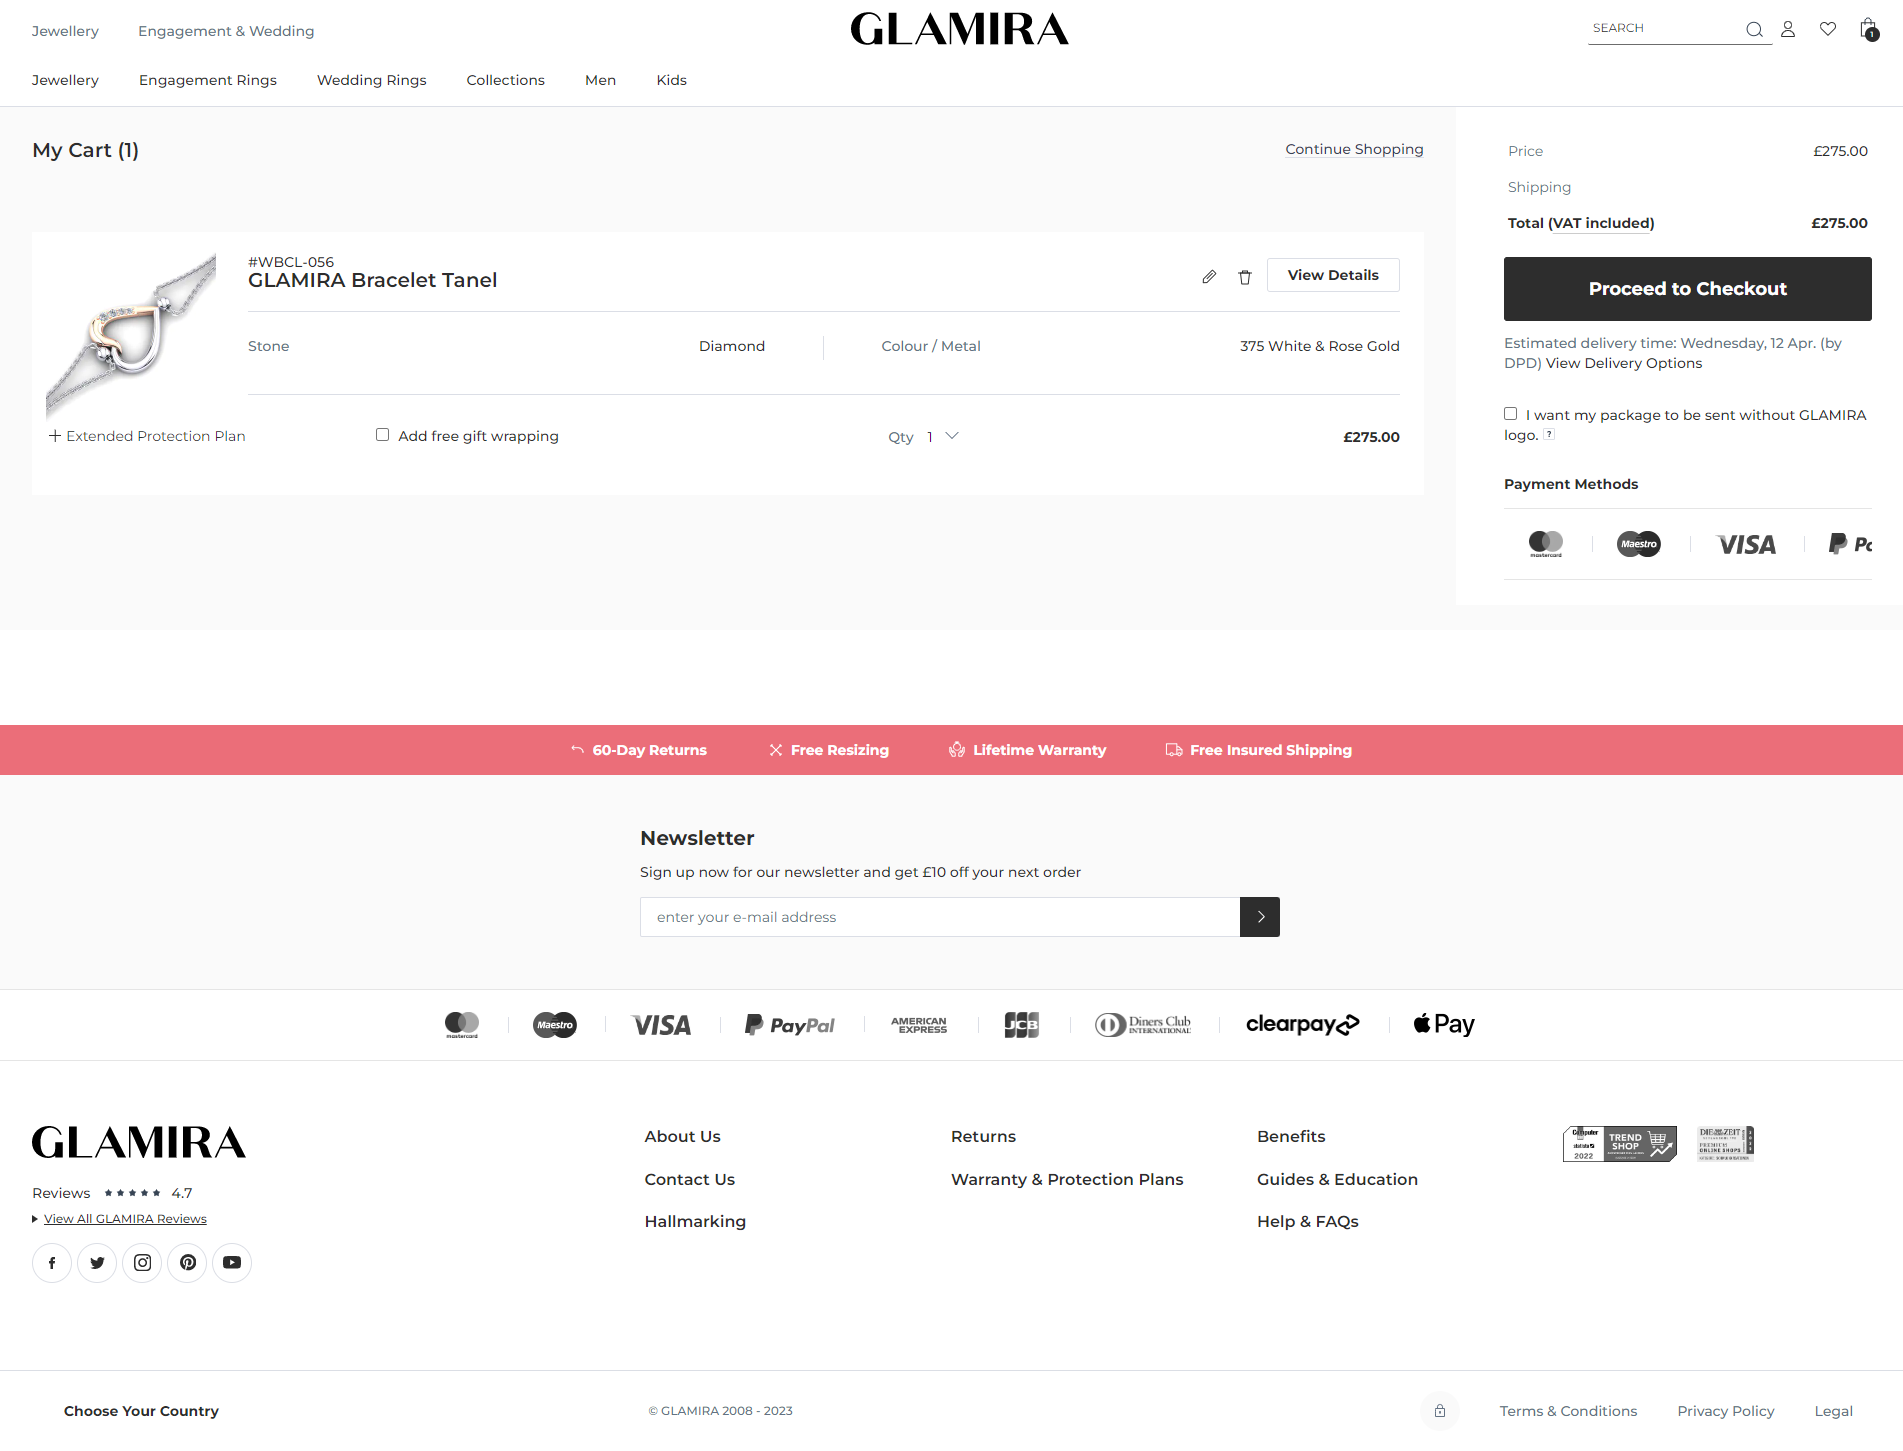 Jewellery
Engagement & Wedding
GLAMIRA
SEARCH
1
Jewellery
Engagement Rings
Wedding Rings
Collections
Men
Kids
My Cart (1)
Continue Shopping
#WBCL-056
GLAMIRA Bracelet Tanel
View Details
Stone
Diamond
Colour / Metal
375 White & Rose Gold
Extended Protection Plan
Add free gift wrapping
Qty 1
£275.00
Price
£275.00
Shipping
Total (VAT included)
£275.00
Proceed to Checkout
Estimated delivery time: Wednesday, 12 Apr. (by
DPD) View Delivery Options
I want my package to be sent without GLAMIRA
logo. ?
Payment Methods
mastercard
Maestro
VISA
60-Day Returns
Free Resizing
Lifetime Warranty
Free Insured Shipping
Newsletter
Sign up now for our newsletter and get £10 off your next order
enter your e-mail address
mastercard
Maestro
VISA
PayPal
AMERICAN
EXPRESS
JCB
Diners Club
INTERNATIONAL
clearpay
Pay
GLAMIRA
Reviews
4.7
View All GLAMIRA Reviews
About Us
Contact Us
Hallmarking
Returns
Warranty & Protection Plans
Benefits
Guides & Education
Help & FAQs
Computer
statista
2022
TREND
SHOP
DIE ZEIT
PREMIUM
ONLINE SHOPS
Choose Your Country
© GLAMIRA 2008 - 2023
Terms & Conditions
Privacy Policy
Legal